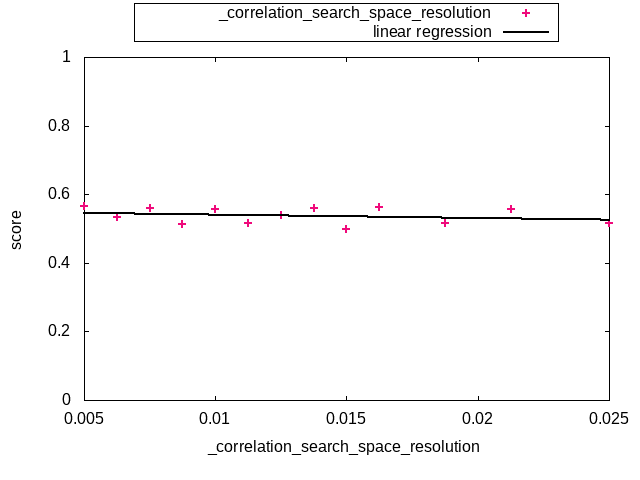 _correlation_search_space_resolution
linear regression
1
0.8
0.6
0.4
0.2
0
score
0.005 0.01 0.015 0.02 0.025
_correlation_search_space_resolution